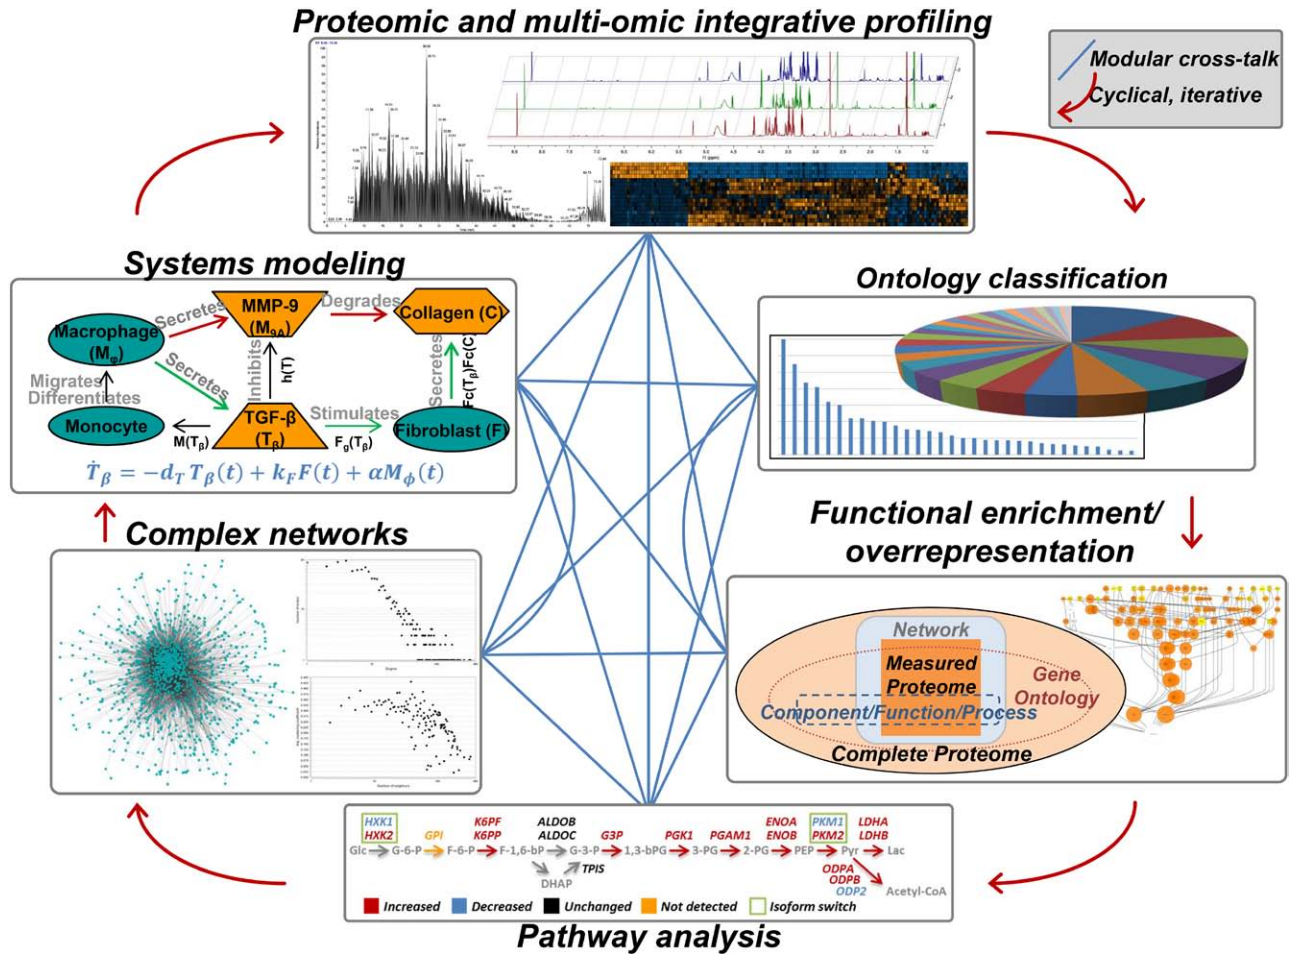 Proteomic and multi-omic integrative profiling
Modular cross-talk
Cyclical, iterative
Systems modeling
Macrophage
(Mφ)
Secretes
MMP-9
(M9A)
Degrades
Collagen (C)
Secretes
Inhibits
h(T)
Secretes
Fc(Tβ)Fc(C)
Migrates
Differentiates
Monocyte
M(Tβ)
TGF-β
(Tβ)
Stimulates
Fg(Tβ)
Fibroblast (F)
Ṫβ = −dT Tβ(t) + kF F(t) + αMϕ(t)
Ontology classification
Functional enrichment/
overrepresentation
Network
Measured
Proteome
Gene
Ontology
Component/Function/Process
Complete Proteome
Complex networks
HXK1
HXK2
GPI
K6PF
K6PP
ALDOB
ALDOC
G3P
PGK1
PGAM1
ENOA
ENOB
PKM1
PKM2
LDHA
LDHB
Glc G-6-P F-6-P F-1,6-bP G-3-P 1,3-bPG 3-PG 2-PG PEP Pyr Lac
TPIS
DHAP
ODPA
ODPB
ODP2
Acetyl-CoA
Increased Decreased Unchanged Not detected Isoform switch
Pathway analysis